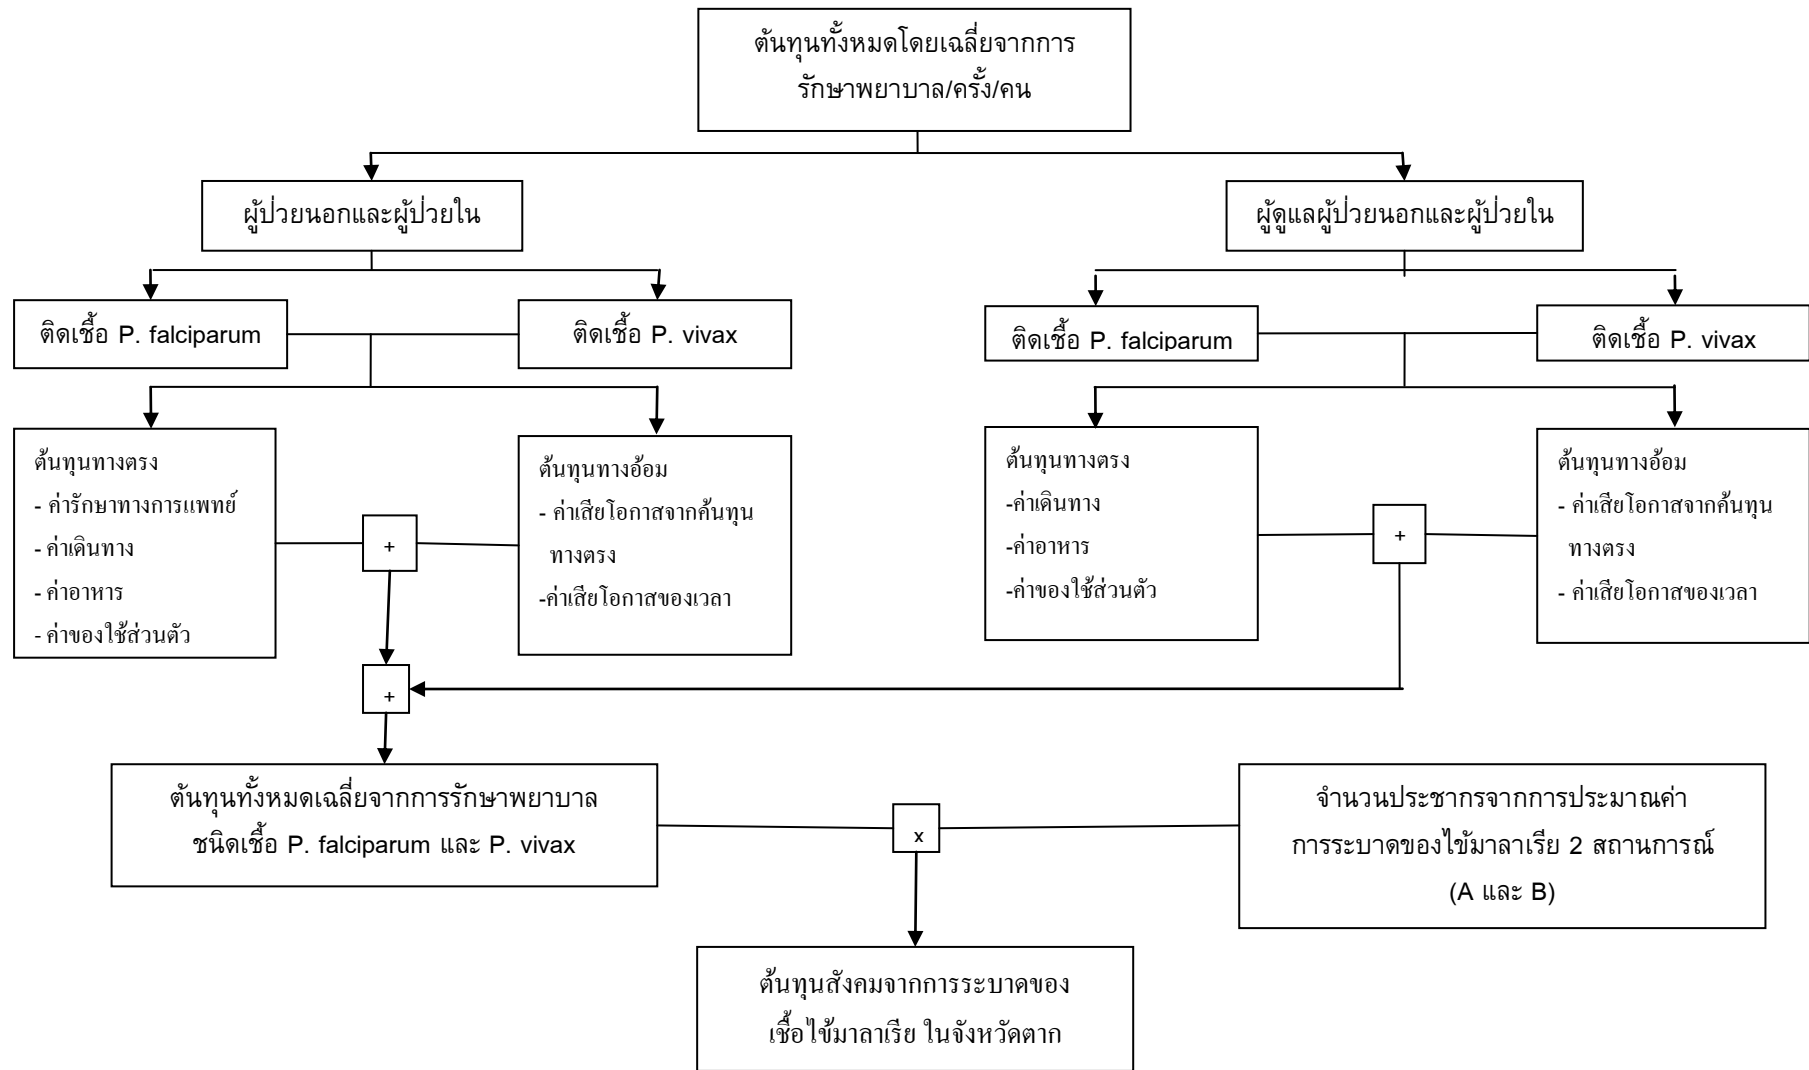 ต้นทุนทั้งหมดโดยเฉลี่ยจากการ
รักษาพยาบาล/ครั้ง/คน
ผู้ป่วยนอกและผู้ป่วยใน
ผู้ดูแลผู้ป่วยนอกและผู้ป่วยใน
ติดเชื้อ P. falciparum
ติดเชื้อ P. vivax
ติดเชื้อ P. falciparum
ติดเชื้อ P. vivax
ต้นทุนทางตรง
- ค่ารักษาทางการแพทย์
- ค่าเดินทาง
- ค่าอาหาร
- ค่าของใช้ส่วนตัว
+
ต้นทุนทางอ้อม
- ค่าเสียโอกาสจากค้นทุน
ทางตรง
-ค่าเสียโอกาสของเวลา
ต้นทุนทางตรง
-ค่าเดินทาง
-ค่าอาหาร
-ค่าของใช้ส่วนตัว
+
ต้นทุนทางอ้อม
- ค่าเสียโอกาสจากค้นทุน
ทางตรง
- ค่าเสียโอกาสของเวลา
+
ต้นทุนทั้งหมดเฉลี่ยจากการรักษาพยาบาล
ชนิดเชื้อ P. falciparum และ P. vivax
x
จำนวนประชากรจากการประมาณค่า
การระบาดของไข้มาลาเรีย 2 สถานการณ์
(A และ B)
ต้นทุนสังคมจากการระบาดของ
เชื้อไข้มาลาเรีย ในจังหวัดตาก